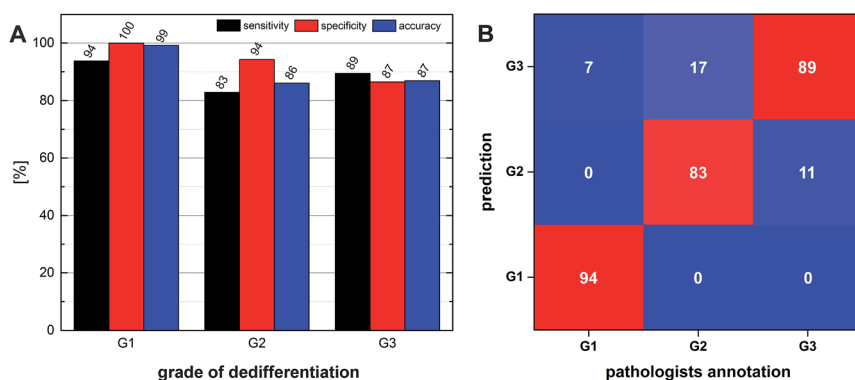 A
sensitivity specificity accuracy
100
80
60
40
20
0
[%]
94 100 99
83 94 86
89 87 87
G1 G2 G3
grade of dedifferentiation
B
prediction
G3 7 17 89
G2 0 83 11
G1 94 0 0
G1 G2 G3
pathologists annotation